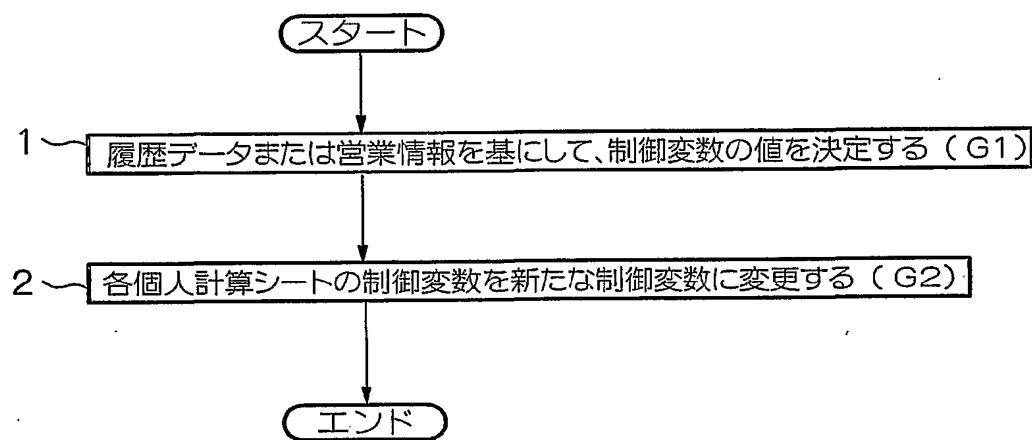 スタート
1
履歴データまたは営業情報を基にして、制御変数の値を決定する（G1）
2
各個人計算シートの制御変数を新たな制御変数に変更する（G2）
エンド